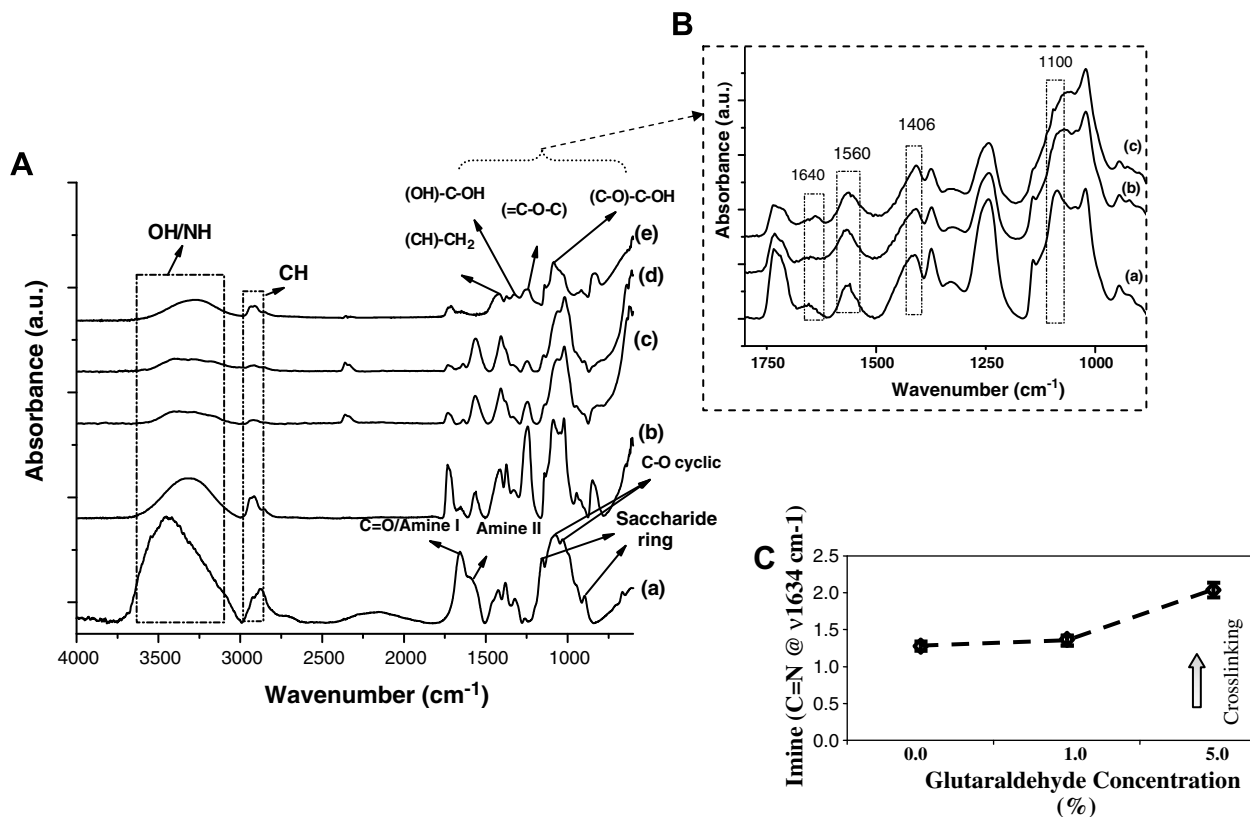 A
Absorbance (a.u.)
OH/NH
CH
(OH)-C-OH
(CH)-CH2
(=C-O-C)
(C-O)-C-OH
(e)
(d)
(c)
(b)
C-O cyclic
C=O/Amine I
Amine II
Saccharide
ring
(a)
4000 3500 3000 2500 2000 1500 1000
Wavenumber (cm-1)
B
Absorbance (a.u.)
1640
1560
1406
1100
(c)
(b)
(a)
1750 1500 1250 1000
Wavenumber (cm-1)
C
Imine (C=N @ ν1634 cm-1)
2.5
2.0
1.5
1.0
0.5
0.0
Crosslinking
0.0 1.0 5.0
Glutaraldehyde Concentration
(%)